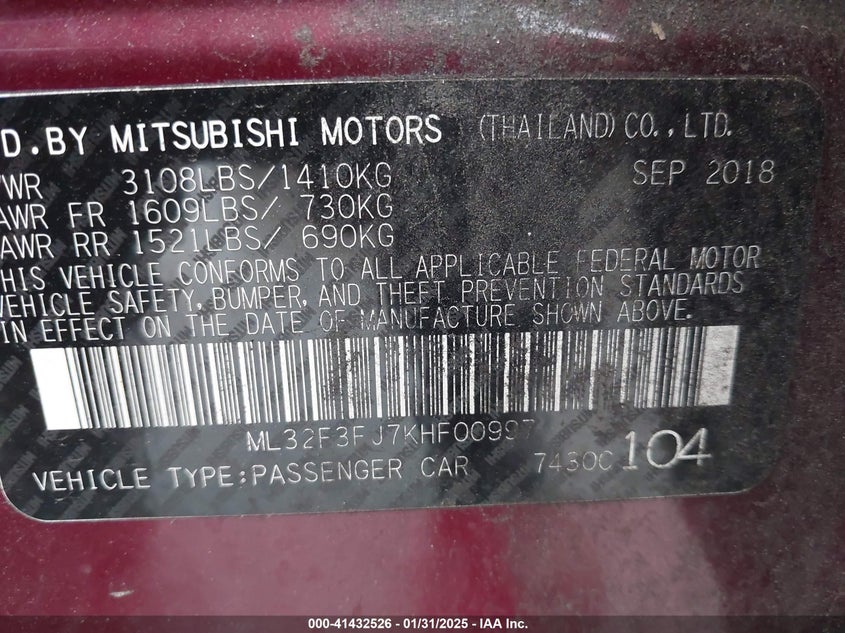 D.BY MITSUBISHI MOTORS (THAILAND) CO.,LTD.
WR 3108LBS/1410KG SEP 2018
AWR FR 1609LBS/ 730KG
AWR RR 1521LBS/ 690KG
HIS VEHICLE CONFORMS TO ALL APPLICABLE FEDERAL MOTOR
VEHICLE SAFETY, BUMPER, AND THEFT PREVENTION STANDARDS
IN EFFECT ON THE DATE OF MANUFACTURE SHOWN ABOVE.
ML32F3FJ7KHF00997
VEHICLE TYPE:PASSENGER CAR 7430C 104
000-41432526 - 01/31/2025 - IAA Inc.